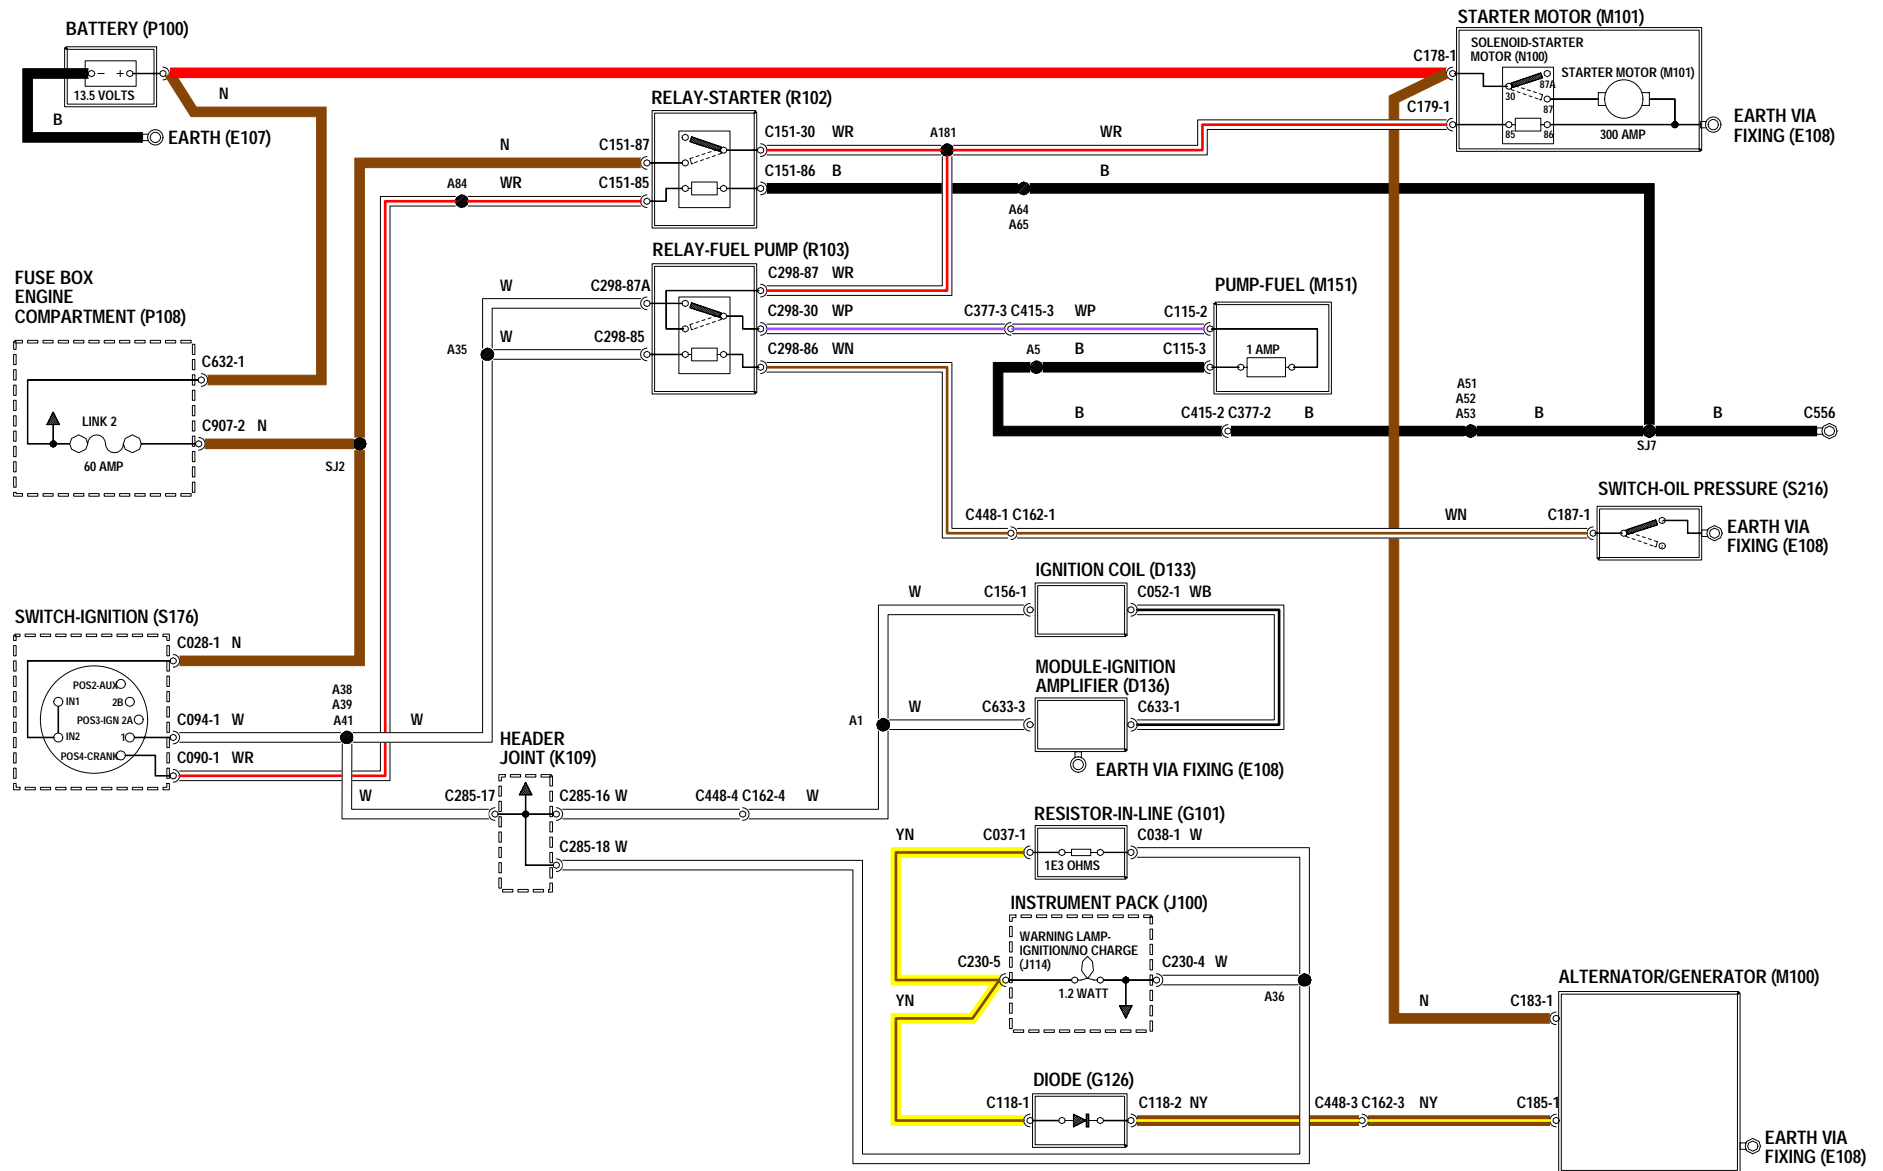 BATTERY (P100)
- +
13.5 VOLTS
N
B
EARTH (E107)
STARTER MOTOR (M101)
C178-1
SOLENOID-STARTER
MOTOR (N100)
STARTER MOTOR (M101)
87A
30
87
85
86
300 AMP
C179-1
EARTH VIA
FIXING (E108)
RELAY-STARTER (R102)
N
C151-87
C151-30 WR
A181
WR
A84
WR
C151-85
C151-86 B
B
A64
A65
RELAY-FUEL PUMP (R103)
W
C298-87A
C298-87 WR
C298-30 WP
C377-3 C415-3
WP
C115-2
PUMP-FUEL (M151)
W
C298-85
A35
C298-86 WN
A5
B
C115-3
1 AMP
FUSE BOX
ENGINE
COMPARTMENT (P108)
C632-1
LINK 2
C907-2 N
60 AMP
SJ2
B
C415-2 C377-2
B
A51
A52
A53
B
SJ7
B
C556
SWITCH-OIL PRESSURE (S216)
C448-1 C162-1
WN
C187-1
EARTH VIA
FIXING (E108)
IGNITION COIL (D133)
W
C156-1
C052-1 WB
SWITCH-IGNITION (S176)
C028-1 N
POS2-AUX
IN1
2B
POS3-IGN 2A
IN2
1
POS4-CRANK
C094-1 W
A38
A39
A41
W
C090-1 WR
MODULE-IGNITION
AMPLIFIER (D136)
A1
W
C633-3
C633-1
EARTH VIA FIXING (E108)
HEADER
JOINT (K109)
W
C285-17
C285-16 W
C448-4 C162-4
W
C285-18 W
RESISTOR-IN-LINE (G101)
YN
C037-1
C038-1 W
1E3 OHMS
INSTRUMENT PACK (J100)
WARNING LAMP-
IGNITION/NO CHARGE
(J114)
C230-5
C230-4 W
1.2 WATT
YN
A36
ALTERNATOR/GENERATOR (M100)
N
C183-1
DIODE (G126)
C118-1
C118-2 NY
C448-3 C162-3
NY
C185-1
EARTH VIA
FIXING (E108)